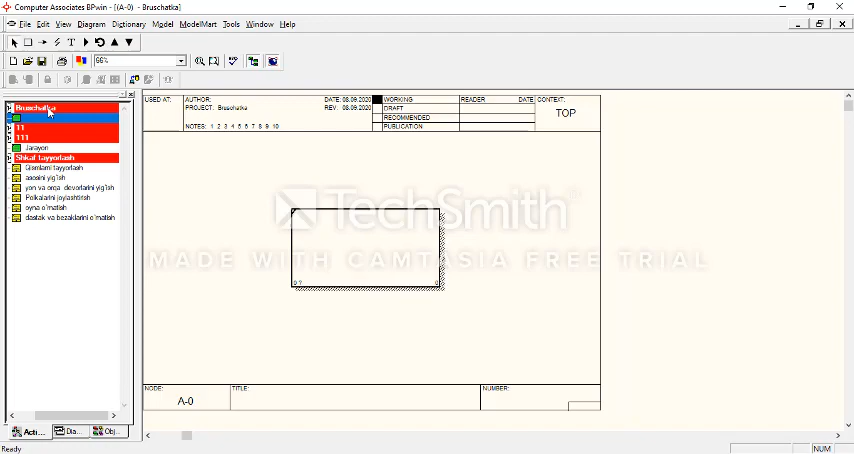 Computer Associates BPwin - [(A-0) - Bruschatka]
File Edit View Diagram Dictionary Model ModelMart Tools Window Help
66%
Bruschatka
11
111
Jarayon
Shkaf tayyorlash
Qismlarni tayyorlash
asosini yig'ish
yon va orqa devorlarini yig'ish
Polkalarini joylashtirish
oyna o'rnatish
dastak va bezaklarini o'rnatish
Acti...
Dia...
Obj...
USED AT:
AUTHOR:
PROJECT: Bruschatka
NOTES: 1 2 3 4 5 6 7 8 9 10
DATE: 08.09.2020
REV: 08.09.2020
WORKING
DRAFT
RECOMMENDED
PUBLICATION
READER DATE
CONTEXT:
TOP
TechSmith
MADE WITH CAMTASIA FREE TRIAL
0 ? 0
NODE:
A-0
TITLE:
NUMBER:
Ready
NUM